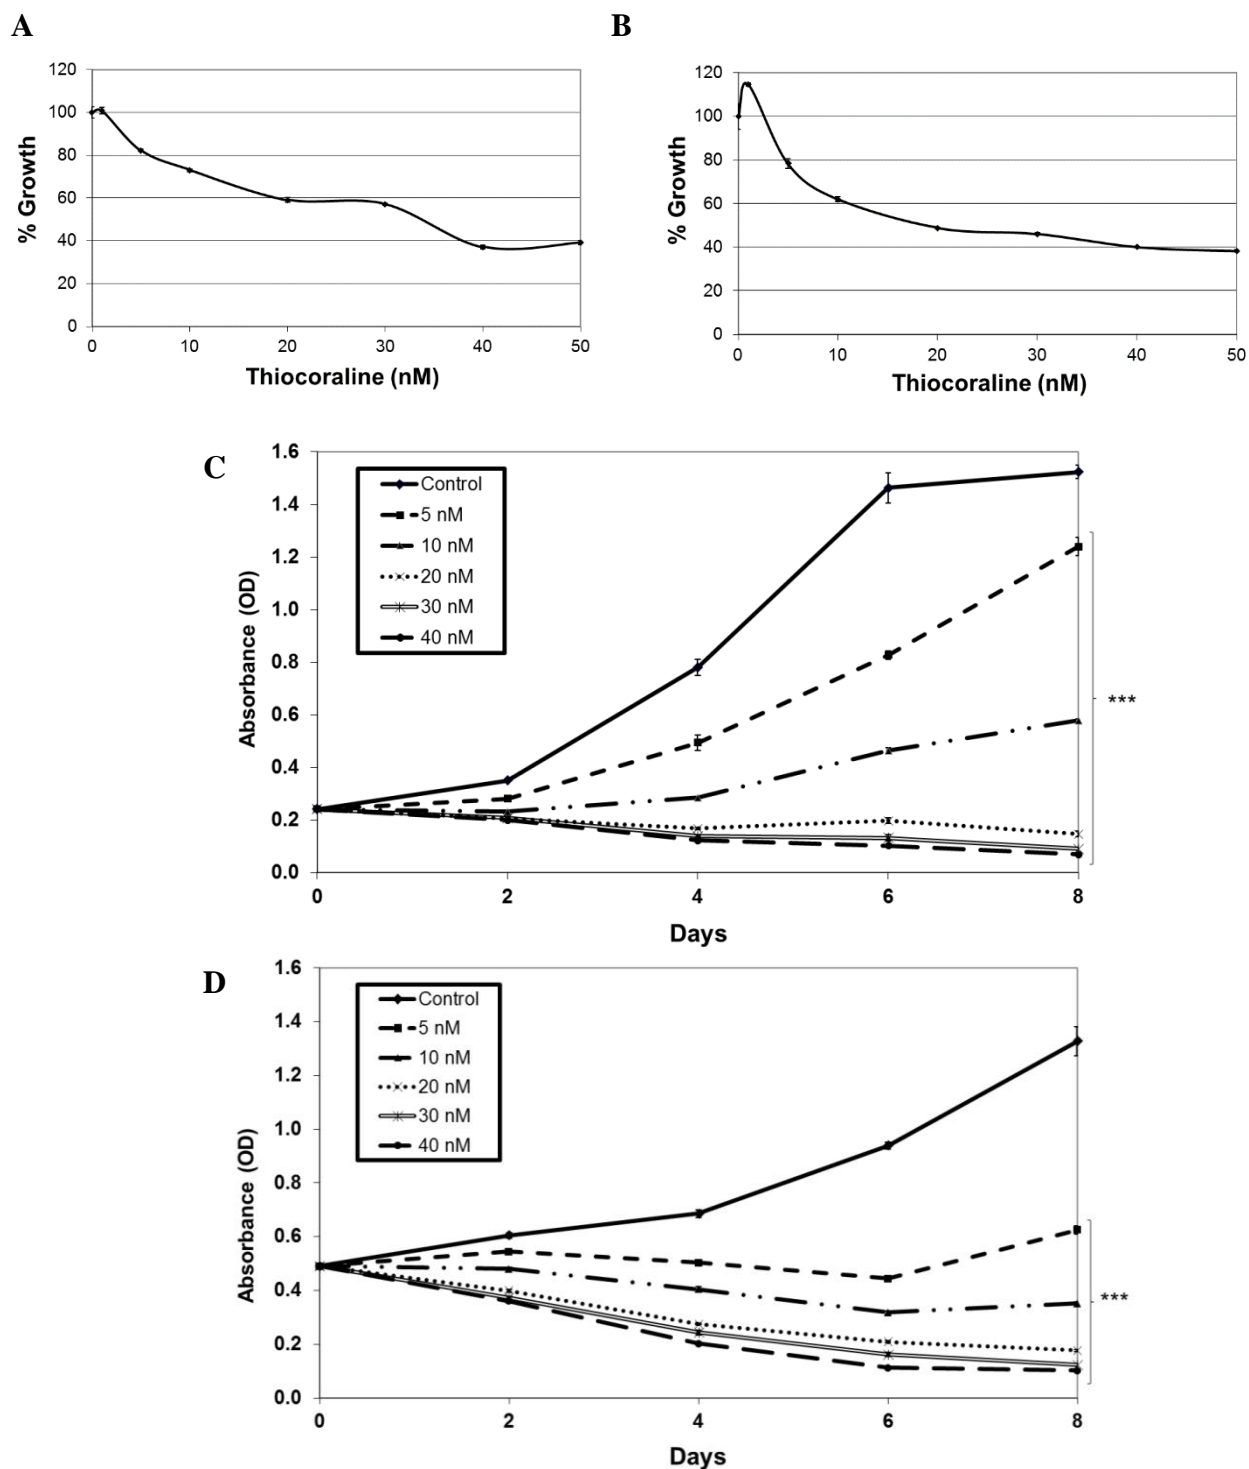 A
B
120
100
80
60
40
20
0
% Growth
0 10 20 30 40 50
Thiocoraline (nM)
120
100
80
60
40
20
0
% Growth
0 10 20 30 40 50
Thiocoraline (nM)
C
1.6
1.4
1.2
1.0
0.8
0.6
0.4
0.2
0.0
Absorbance (OD)
Control
5 nM
10 nM
20 nM
30 nM
40 nM
***
0 2 4 6 8
Days
D
1.6
1.4
1.2
1.0
0.8
0.6
0.4
0.2
0.0
Absorbance (OD)
Control
5 nM
10 nM
20 nM
30 nM
40 nM
***
0 2 4 6 8
Days